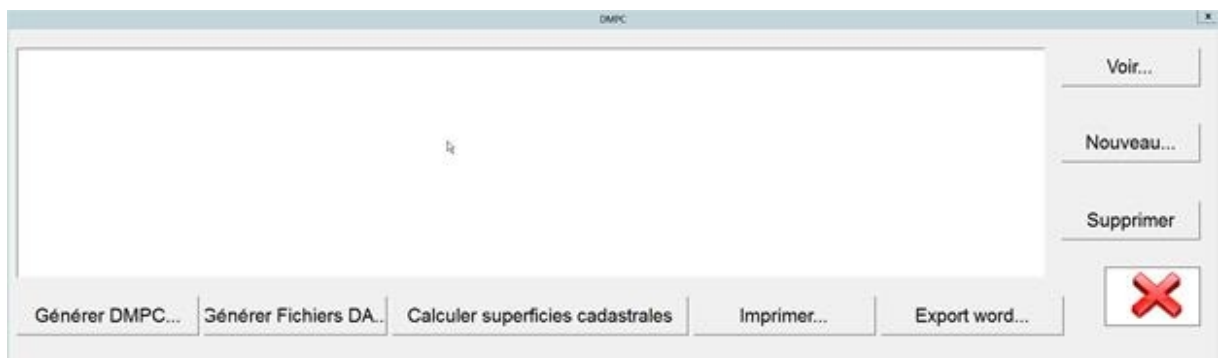 DMPC
Voir...
Nouveau...
Supprimer
Générer DMPC...
Générer Fichiers DA..
Calculer superficies cadastrales
Imprimer...
Export word...